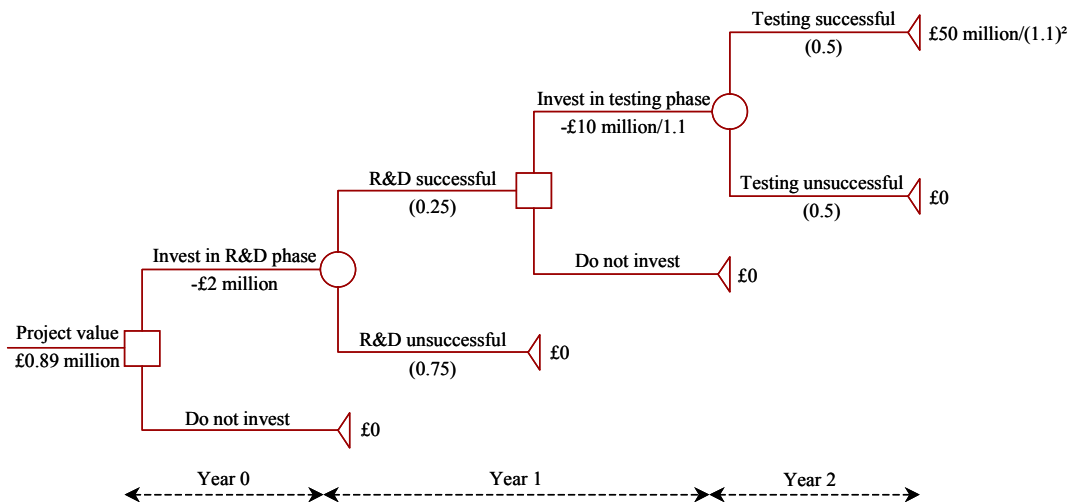 Testing successful
(0.5)
£50 million/(1.1)²
Invest in testing phase
-£10 million/1.1
R&D successful
(0.25)
Testing unsuccessful
(0.5)
£0
Invest in R&D phase
-£2 million
Do not invest
£0
Project value
£0.89 million
R&D unsuccessful
(0.75)
£0
Do not invest
£0
Year 0
Year 1
Year 2